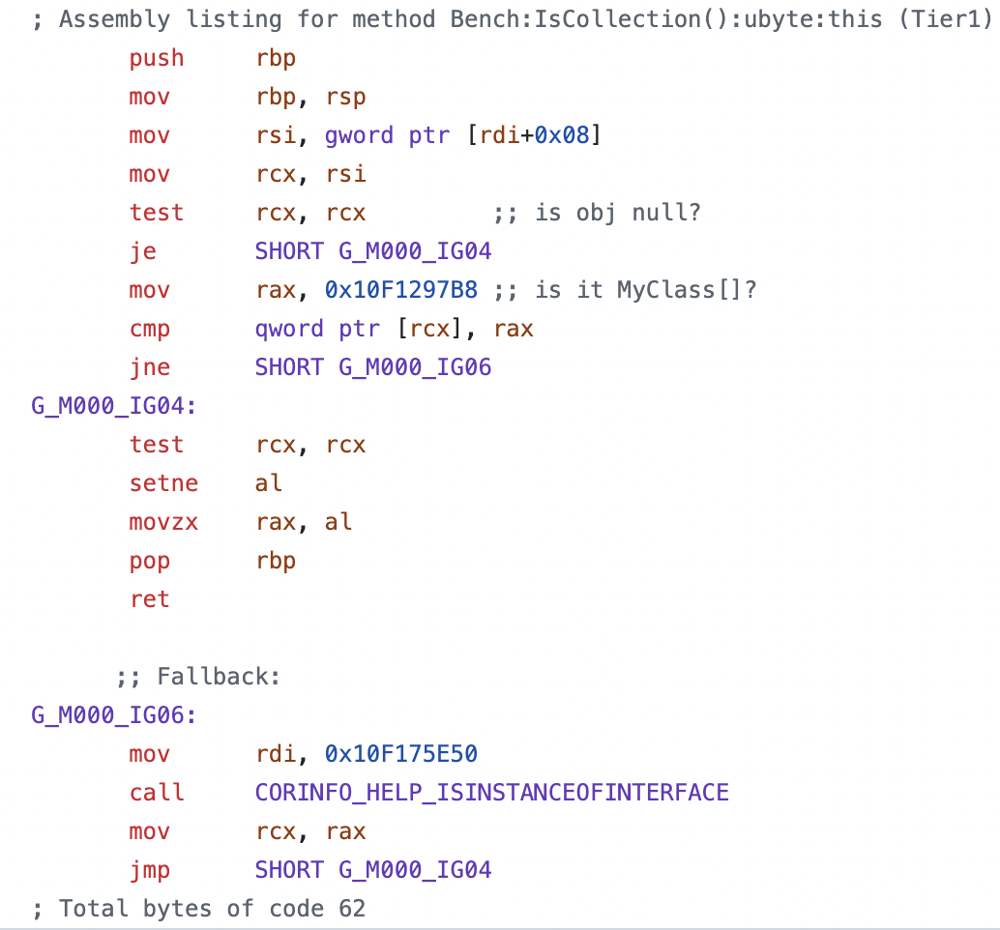 ; Assembly listing for method Bench:IsCollection():ubyte:this (Tier1)
push rbp
mov rbp, rsp
mov rsi, gword ptr [rdi+0x08]
mov rcx, rsi
test rcx, rcx ;; is obj null?
je SHORT G_M000_IG04
mov rax, 0x10F1297B8 ;; is it MyClass[]?
cmp qword ptr [rcx], rax
jne SHORT G_M000_IG06
G_M000_IG04:
test rcx, rcx
setne al
movzx rax, al
pop rbp
ret
;; Fallback:
G_M000_IG06:
mov rdi, 0x10F175E50
call CORINFO_HELP_ISINSTANCEOFINTERFACE
mov rcx, rax
jmp SHORT G_M000_IG04
; Total bytes of code 62